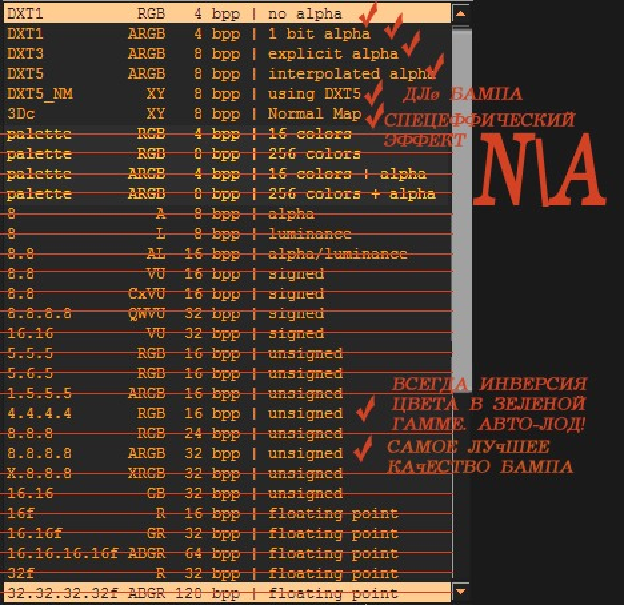 DXT1 RGB 4 bpp | no alpha
DXT1 ARGB 4 bpp | 1 bit alpha
DXT3 ARGB 8 bpp | explicit alpha
DXT5 ARGB 8 bpp | interpolated alpha
DXT5_NM XY 8 bpp | using DXT5 ДЛя БАМПА
3Dc XY 8 bpp | Normal Map СПЕЦЕФФИЧЕСКИЙ
ЭФФЕКТ
palette RGB 4 bpp | 16 colors
palette RGB 8 bpp | 256 colors
N\A
palette ARGB 4 bpp | 16 colors + alpha
palette ARGB 8 bpp | 256 colors + alpha
8 A 8 bpp | alpha
8 L 8 bpp | luminance
8.8 AL 16 bpp | alpha/luminance
8.8 VU 16 bpp | signed
8.8 CxVU 16 bpp | signed
8.8.8.8 QWVU 32 bpp | signed
16.16 VU 32 bpp | signed
5.5.5 RGB 16 bpp | unsigned
5.6.5 RGB 16 bpp | unsigned
1.5.5.5 ARGB 16 bpp | unsigned
4.4.4.4 RGB 16 bpp | unsigned
ВСЕГДА ИНВЕРСИЯ
ЦВЕТА В ЗЕЛЕНОЙ
ГАММЕ. АВТО-ЛОД!
8.8.8 RGB 24 bpp | unsigned
8.8.8.8 ARGB 32 bpp | unsigned
САМОЕ ЛУчШЕЕ
КАчЕСТВО БАМПА
X.8.8.8 XRGB 32 bpp | unsigned
16.16 GB 32 bpp | unsigned
16f R 16 bpp | floating point
16.16f GR 32 bpp | floating point
16.16.16.16f ABGR 64 bpp | floating point
32f R 32 bpp | floating point
32.32.32.32f ABGR 128 bpp | floating point